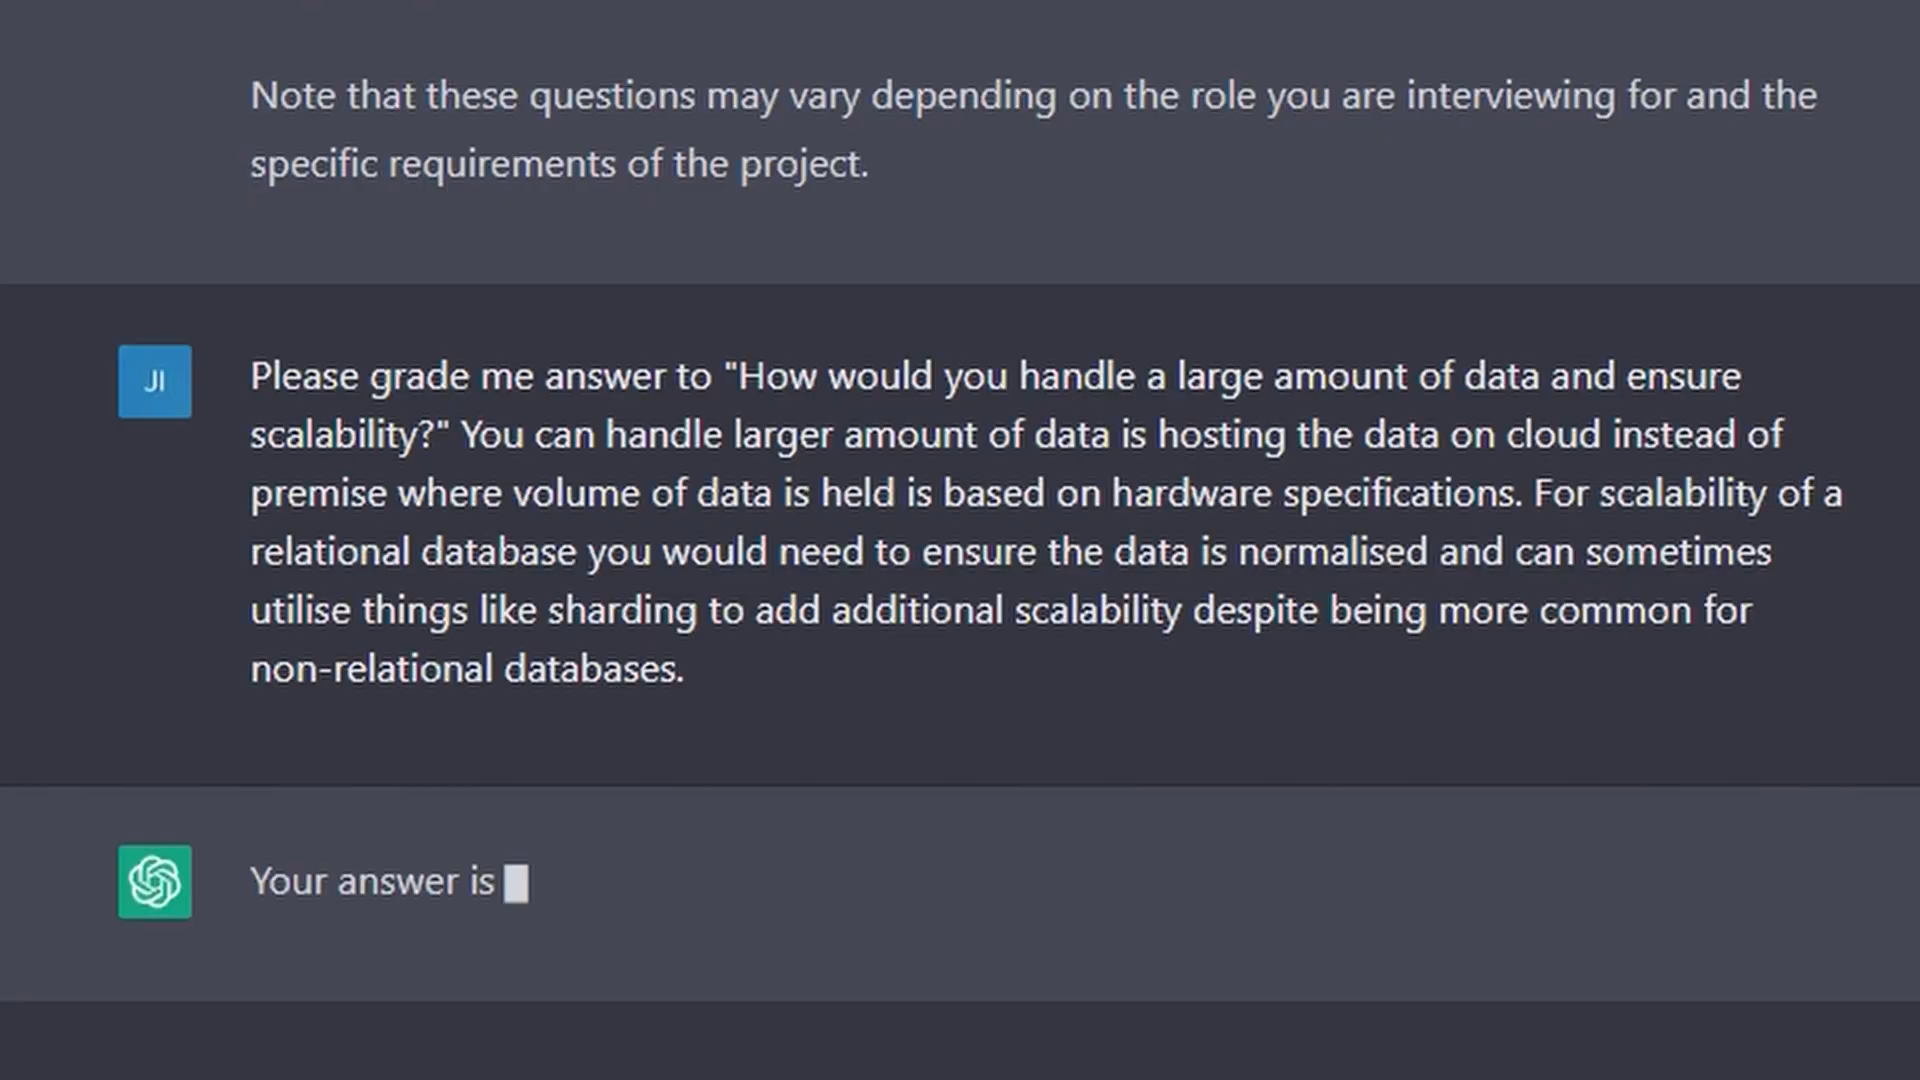 Note that these questions may vary depending on the role you are interviewing for and the
specific requirements of the project.
JI
Please grade me answer to "How would you handle a large amount of data and ensure
scalability?" You can handle larger amount of data is hosting the data on cloud instead of
premise where volume of data is held is based on hardware specifications. For scalability of a
relational database you would need to ensure the data is normalised and can sometimes
utilise things like sharding to add additional scalability despite being more common for
non-relational databases.
Your answer is